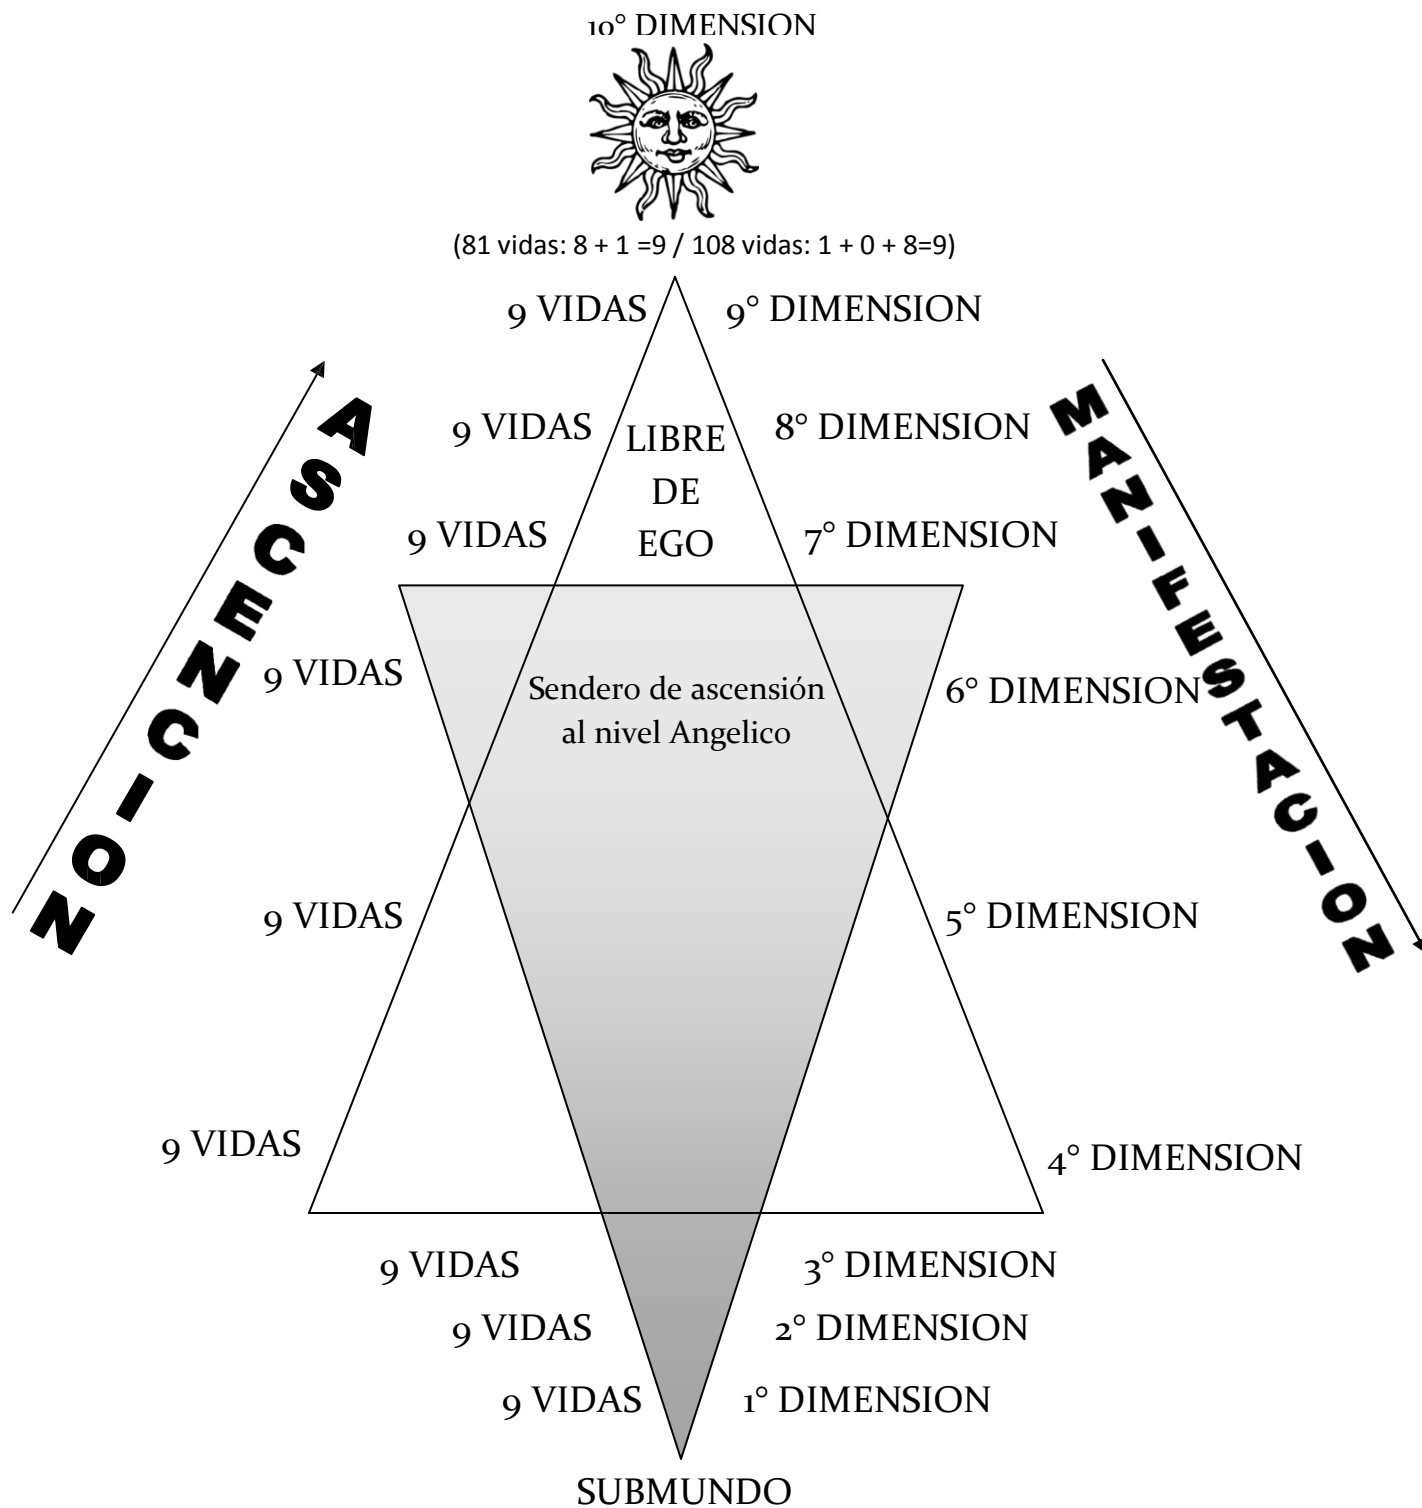 10° DIMENSION
(81 vidas: 8 + 1 =9 / 108 vidas: 1 + 0 + 8=9)
9 VIDAS
9° DIMENSION
9 VIDAS
8° DIMENSION
LIBRE
DE
EGO
9 VIDAS
7° DIMENSION
ASCENCION
MANIFESTACION
9 VIDAS
Sendero de ascensión
al nivel Angelico
6° DIMENSION
9 VIDAS
5° DIMENSION
9 VIDAS
4° DIMENSION
9 VIDAS
3° DIMENSION
9 VIDAS
2° DIMENSION
9 VIDAS
1° DIMENSION
SUBMUNDO